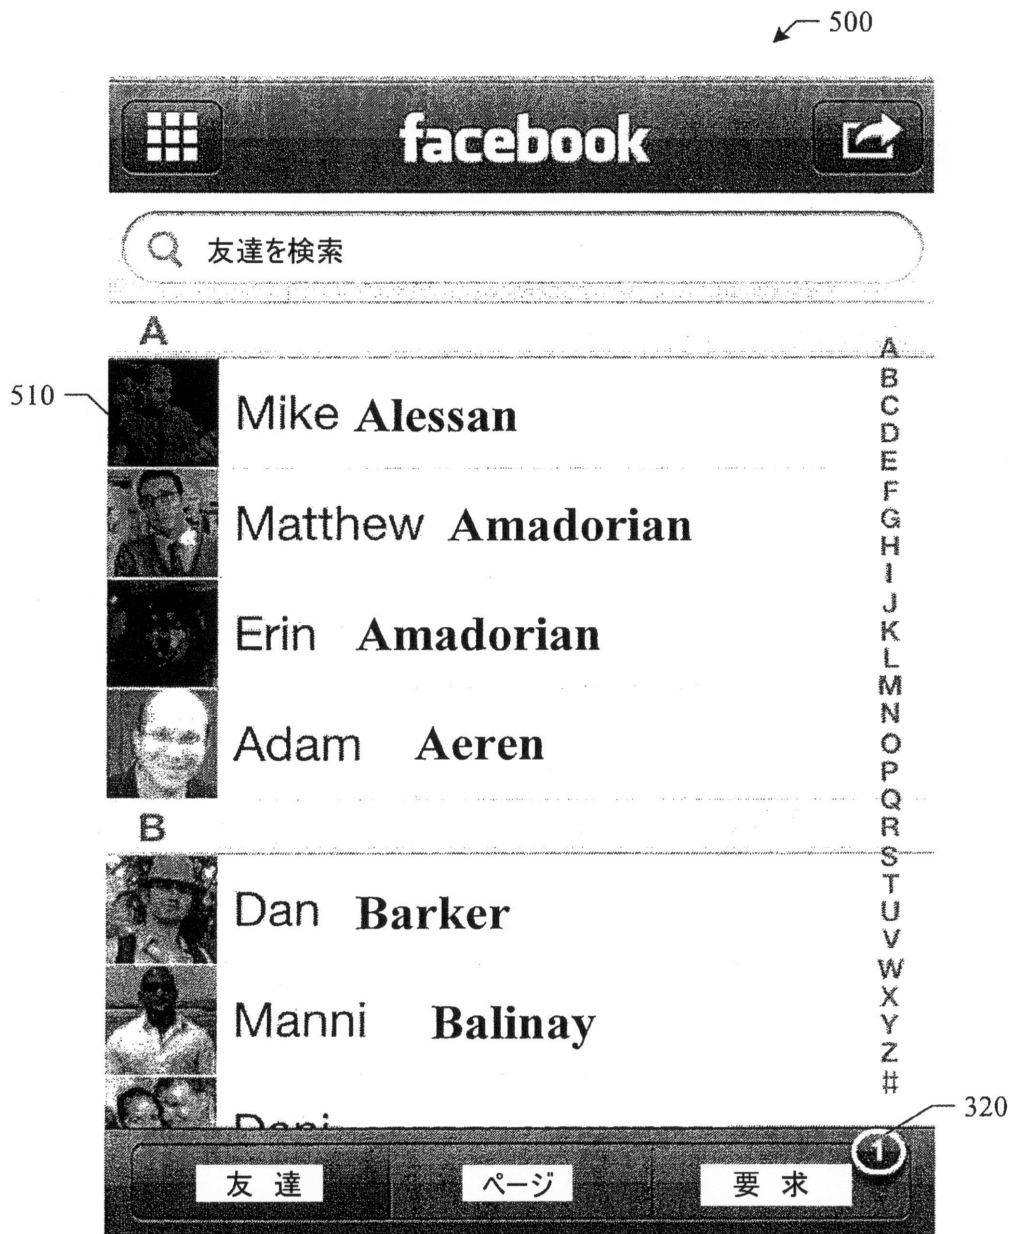 500
facebook
友達を検索
A
510
Mike Alessan
Matthew Amadorian
Erin Amadorian
Adam Aeren
B
Dan Barker
Manni Balinay
A
B
C
D
E
F
G
H
I
J
K
L
M
N
O
P
Q
R
S
T
U
V
W
X
Y
Z
#
320
1
友達
ページ
要求